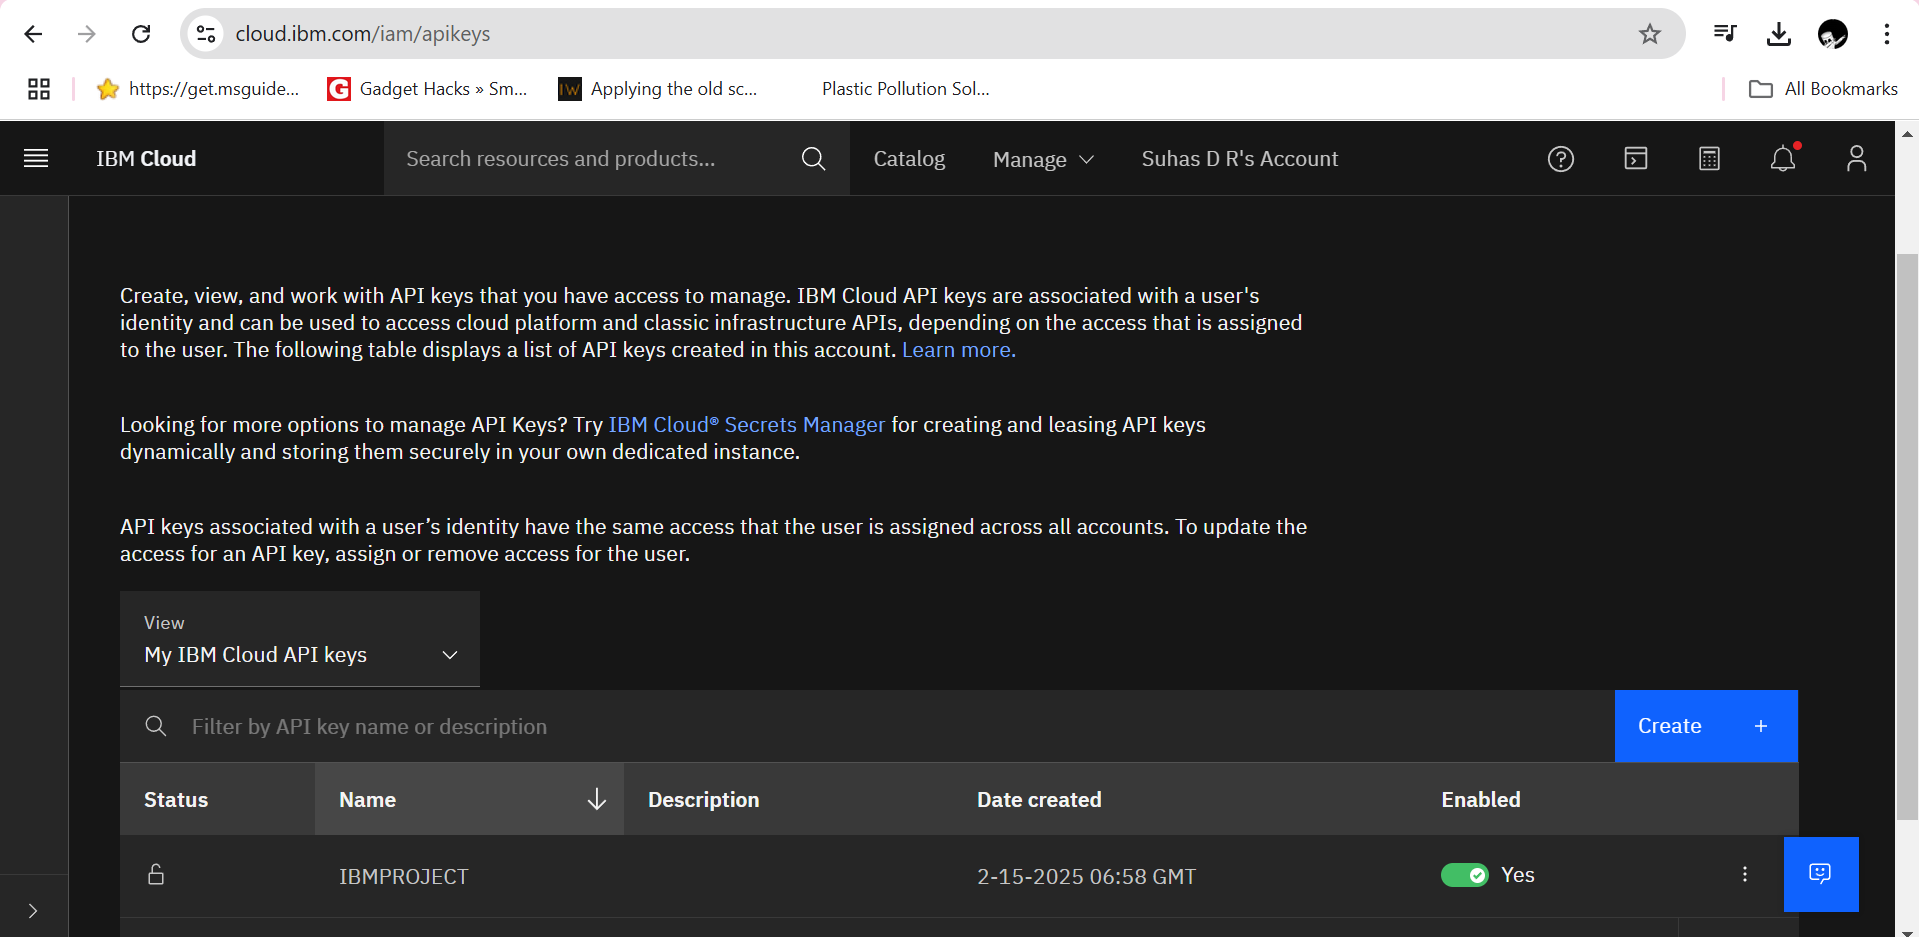 cloud.ibm.com/iam/apikeys
https://get.msguide...
Gadget Hacks » Sm...
IW
Applying the old sc...
Plastic Pollution Sol...
All Bookmarks
IBM Cloud
Search resources and products...
Catalog
Manage
Suhas D R's Account
Create, view, and work with API keys that you have access to manage. IBM Cloud API keys are associated with a user's
identity and can be used to access cloud platform and classic infrastructure APIs, depending on the access that is assigned
to the user. The following table displays a list of API keys created in this account. Learn more.
Looking for more options to manage API Keys? Try IBM Cloud® Secrets Manager for creating and leasing API keys
dynamically and storing them securely in your own dedicated instance.
API keys associated with a user’s identity have the same access that the user is assigned across all accounts. To update the
access for an API key, assign or remove access for the user.
View
My IBM Cloud API keys
Filter by API key name or description
Create +
Status
Name
Description
Date created
Enabled
IBMPROJECT
2-15-2025 06:58 GMT
Yes